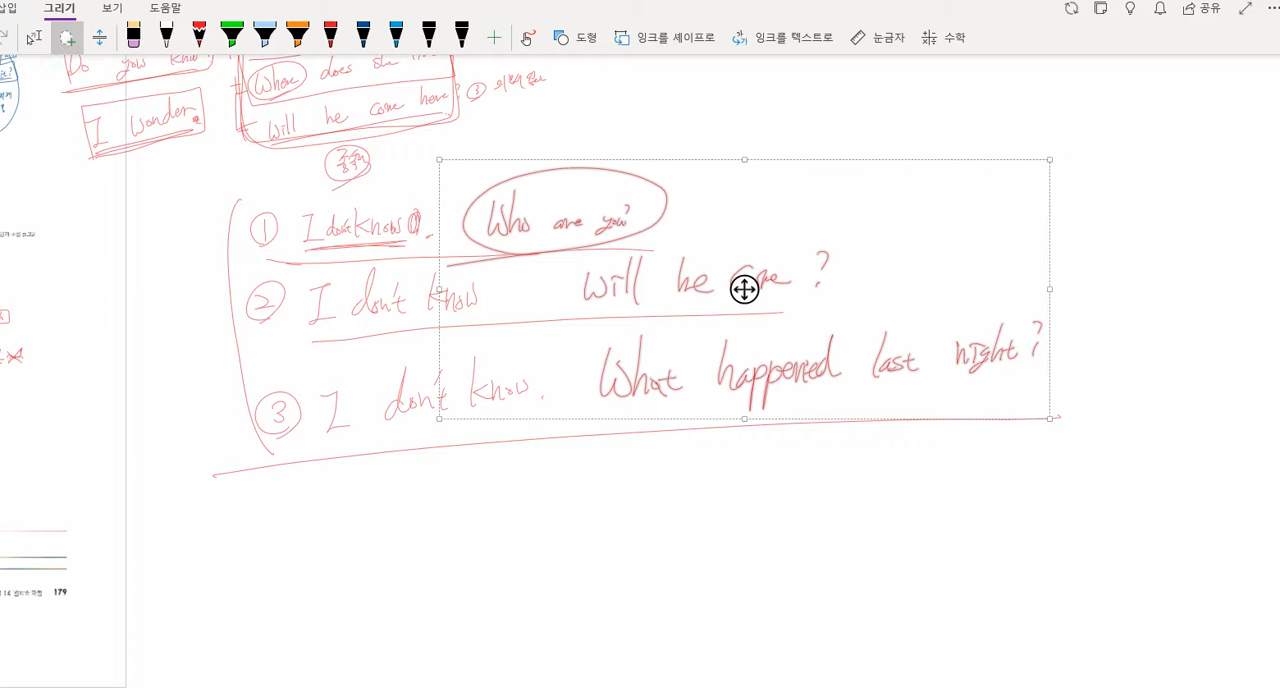 삽입 그리기 보기 도움말
공유
도형 잉크를 셰이프로 잉크를 텍스트로 눈금자 수학
Do you know?
Where does she
I wonder. Will he come here? ③
① I don't know. Who are you?
② I don't know Will he come?
③ I don't know. What happened last night?
179